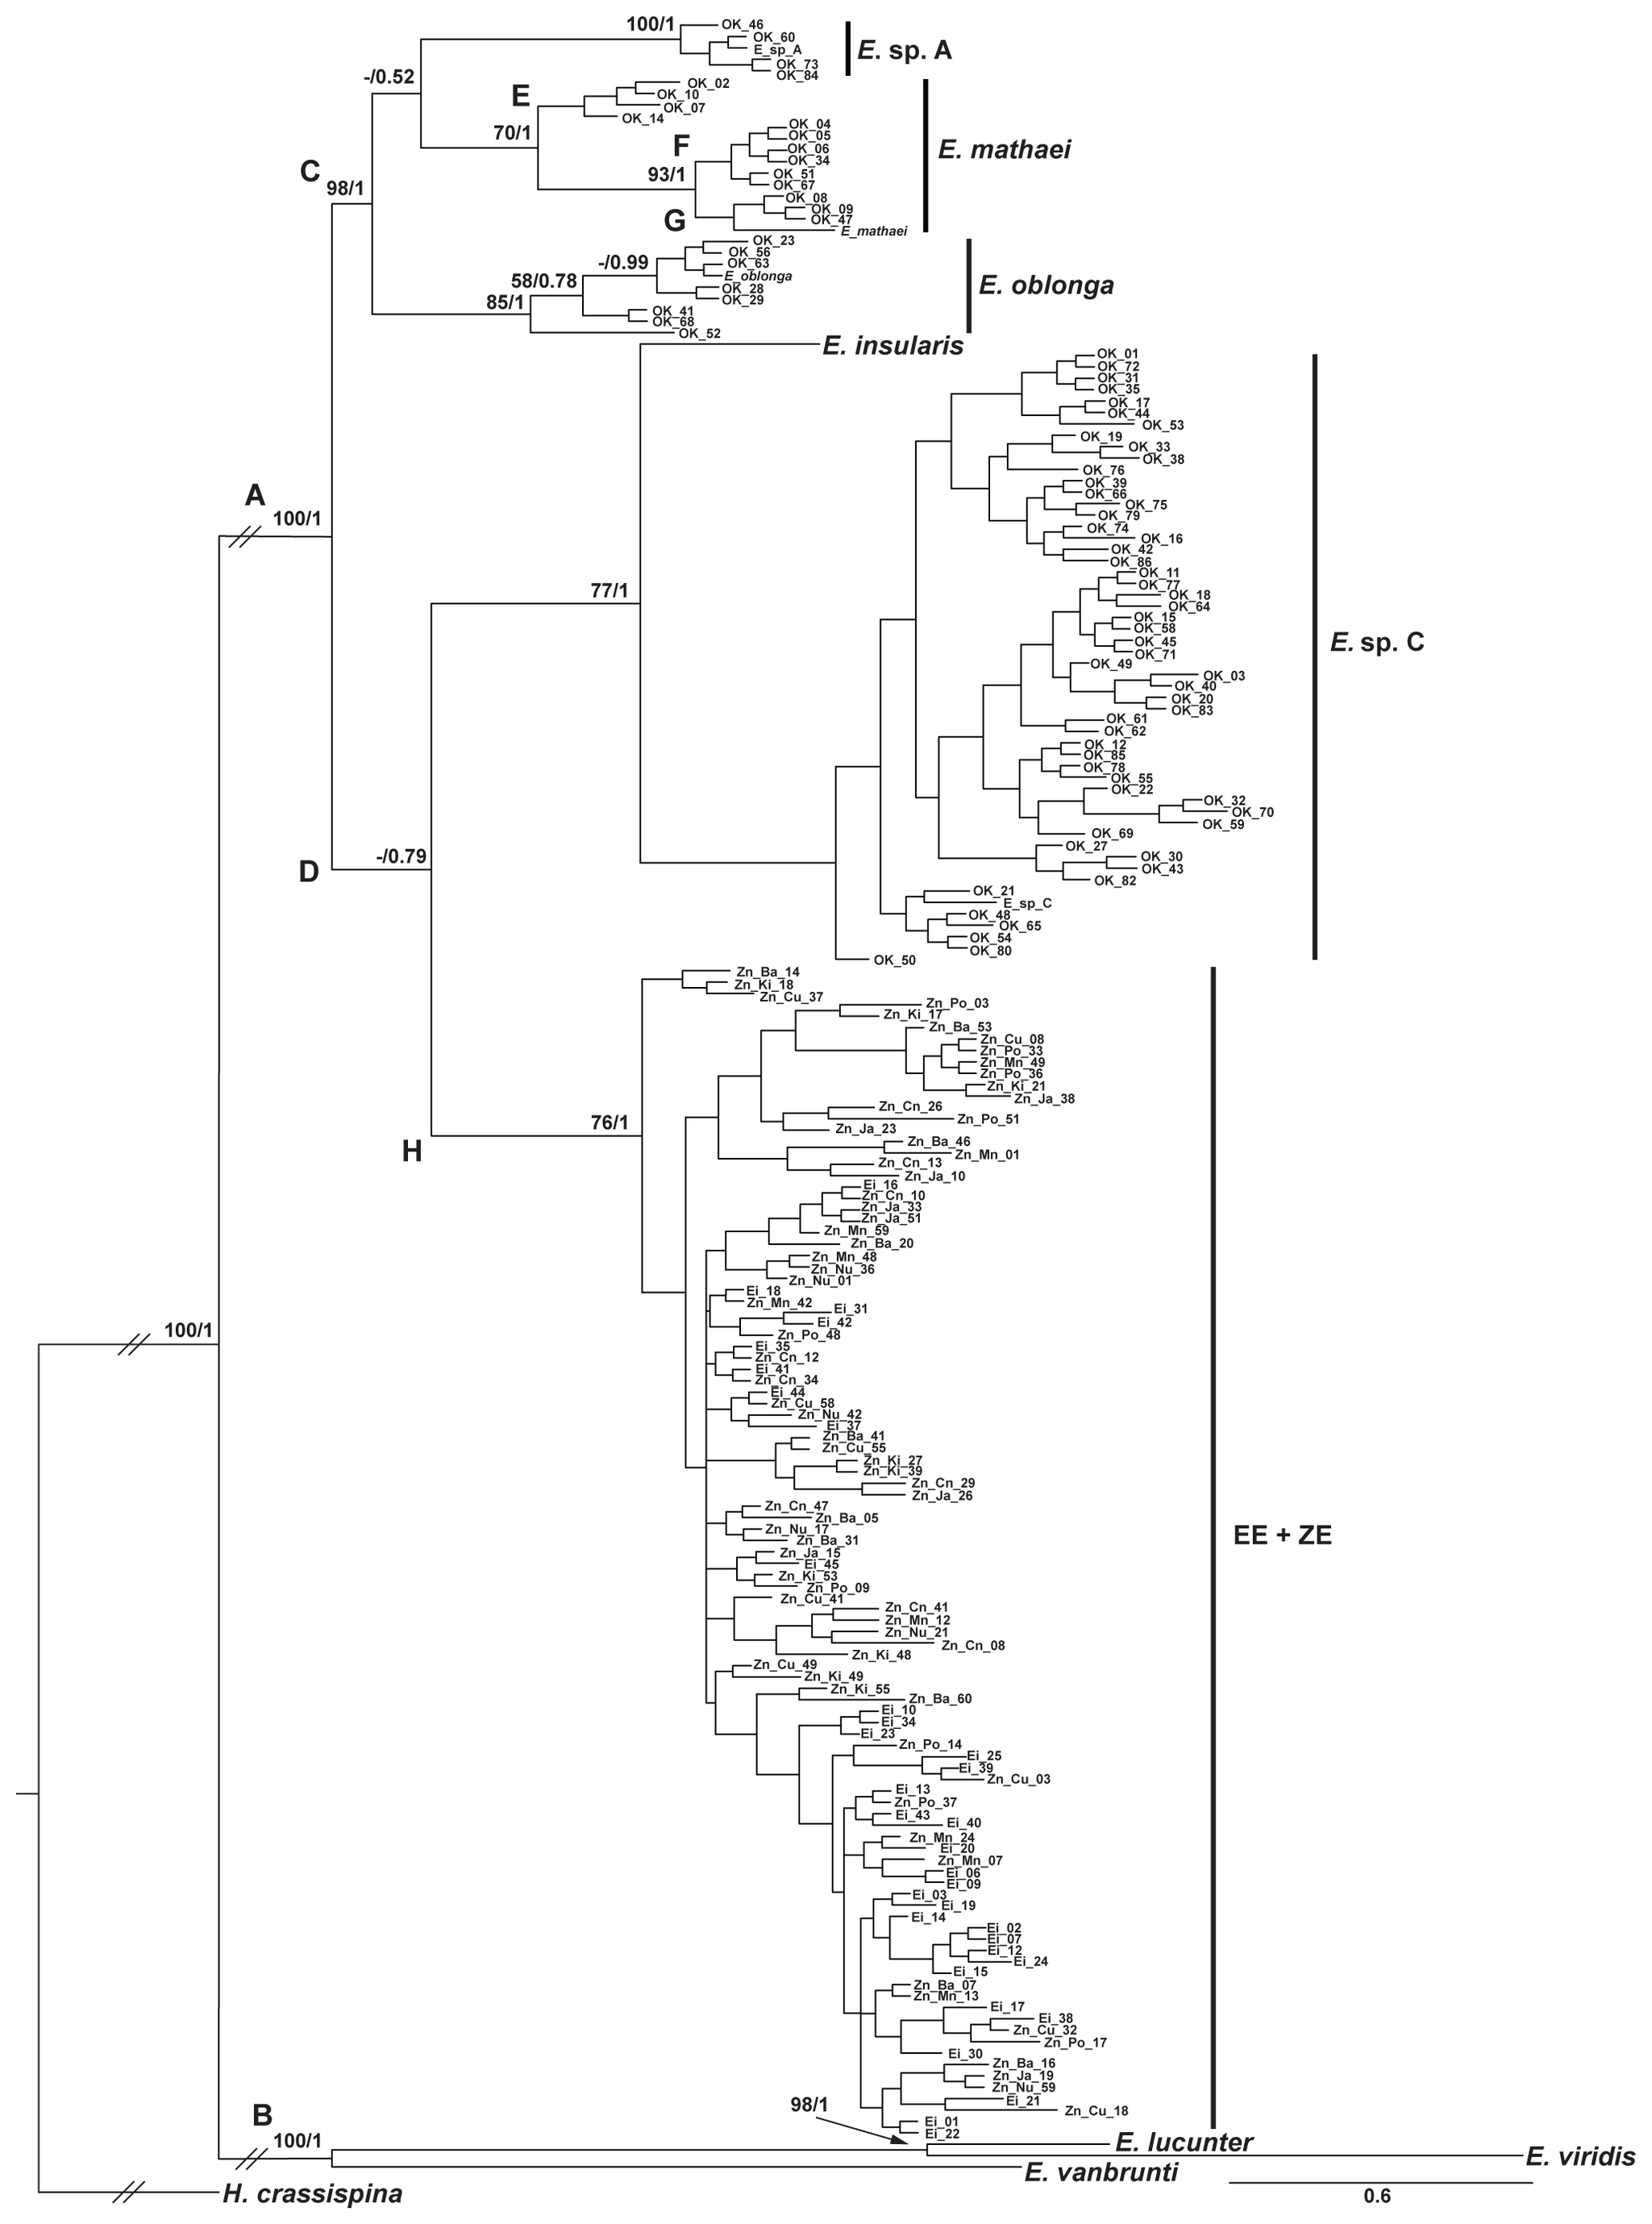 100/1
OK_46
OK_60
E_sp_A
OK_73
OK_84
E. sp. A
-/0.52
E
OK_02
OK_10
OK_07
OK_14
70/1
F
OK_04
OK_05
OK_06
OK_34
E. mathaei
93/1
OK_51
OK_67
C
98/1
OK_08
OK_09
OK_47
G
E_mathaei
OK_23
OK_56
-/0.99
OK_63
E_oblonga
58/0.78
OK_28
OK_29
E. oblonga
85/1
OK_41
OK_68
OK_52
E. insularis
OK_01
OK_72
OK_31
OK_35
OK_17
OK_44
OK_53
OK_19
OK_33
OK_38
OK_76
OK_39
OK_66
A
OK_75
OK_79
100/1
OK_74
OK_16
OK_42
OK_86
OK_11
OK_77
77/1
OK_18
OK_64
OK_15
OK_58
OK_45
OK_71
E. sp. C
OK_49
OK_03
OK_40
OK_20
OK_83
OK_61
OK_62
OK_12
OK_85
OK_78
OK_55
OK_22
OK_32
OK_70
OK_59
OK_69
OK_27
-/0.79
OK_30
OK_43
D
OK_82
OK_21
E_sp_C
OK_48
OK_65
OK_54
OK_80
OK_50
Zn_Ba_14
Zn_Ki_18
Zn_Cu_37
Zn_Po_03
Zn_Ki_17
Zn_Ba_53
Zn_Cu_08
Zn_Po_33
Zn_Mn_49
Zn_Po_36
Zn_Ki_21
Zn_Ja_38
Zn_Cn_26
Zn_Po_51
76/1
Zn_Ja_23
H
Zn_Ba_46
Zn_Mn_01
Zn_Cn_13
Zn_Ja_10
Ei_16
Zn_Cn_10
Zn_Ja_33
Zn_Ja_51
Zn_Mn_59
Zn_Ba_20
Zn_Mn_48
Zn_Nu_36
Zn_Nu_01
Ei_18
Zn_Mn_42
Ei_31
Ei_42
100/1
Zn_Po_48
Ei_35
Zn_Cn_12
Ei_41
Zn_Cn_34
Ei_44
Zn_Cu_58
Zn_Nu_42
Ei_37
Zn_Ba_41
Zn_Cu_55
Zn_Ki_27
Zn_Ki_39
Zn_Cn_29
Zn_Ja_26
Zn_Cn_47
Zn_Ba_05
Zn_Nu_17
EE + ZE
Zn_Ba_31
Zn_Ja_15
Ei_45
Zn_Ki_53
Zn_Po_09
Zn_Cu_41
Zn_Cn_41
Zn_Mn_12
Zn_Nu_21
Zn_Cn_08
Zn_Ki_48
Zn_Cu_49
Zn_Ki_49
Zn_Ki_55
Zn_Ba_60
Ei_10
Ei_34
Ei_23
Zn_Po_14
Ei_25
Ei_39
Zn_Cu_03
Ei_13
Zn_Po_37
Ei_43
Ei_40
Zn_Mn_24
Ei_20
Zn_Mn_07
Ei_06
Ei_09
Ei_03
Ei_19
Ei_14
Ei_02
Ei_07
Ei_12
Ei_24
Ei_15
Zn_Ba_07
Zn_Mn_13
Ei_17
Ei_38
Zn_Cu_32
Zn_Po_17
Ei_30
Zn_Ba_16
Zn_Ja_19
Zn_Nu_59
Ei_21
98/1
Zn_Cu_18
B
Ei_01
Ei_22
100/1
E. lucunter
E. viridis
E. vanbrunti
H. crassispina
0.6